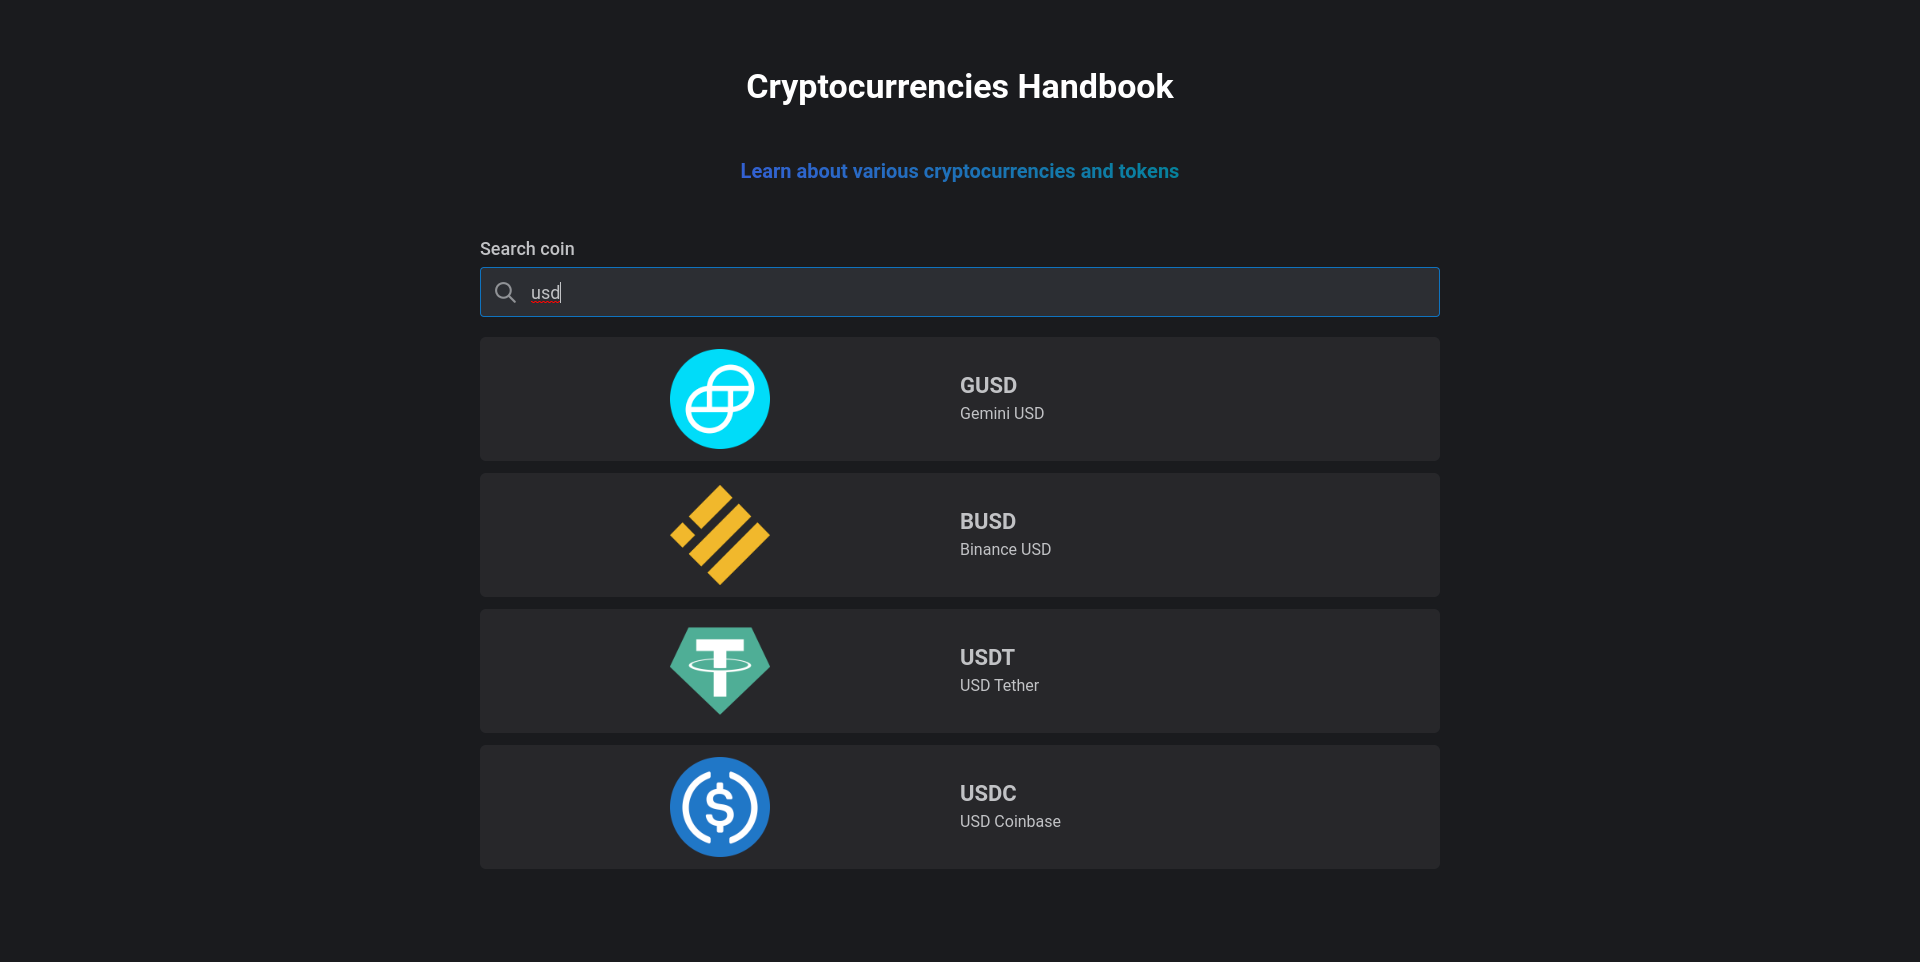 Cryptocurrencies Handbook
Learn about various cryptocurrencies and tokens
Search coin
usd
GUSD
Gemini USD
BUSD
Binance USD
USDT
USD Tether
USDC
USD Coinbase